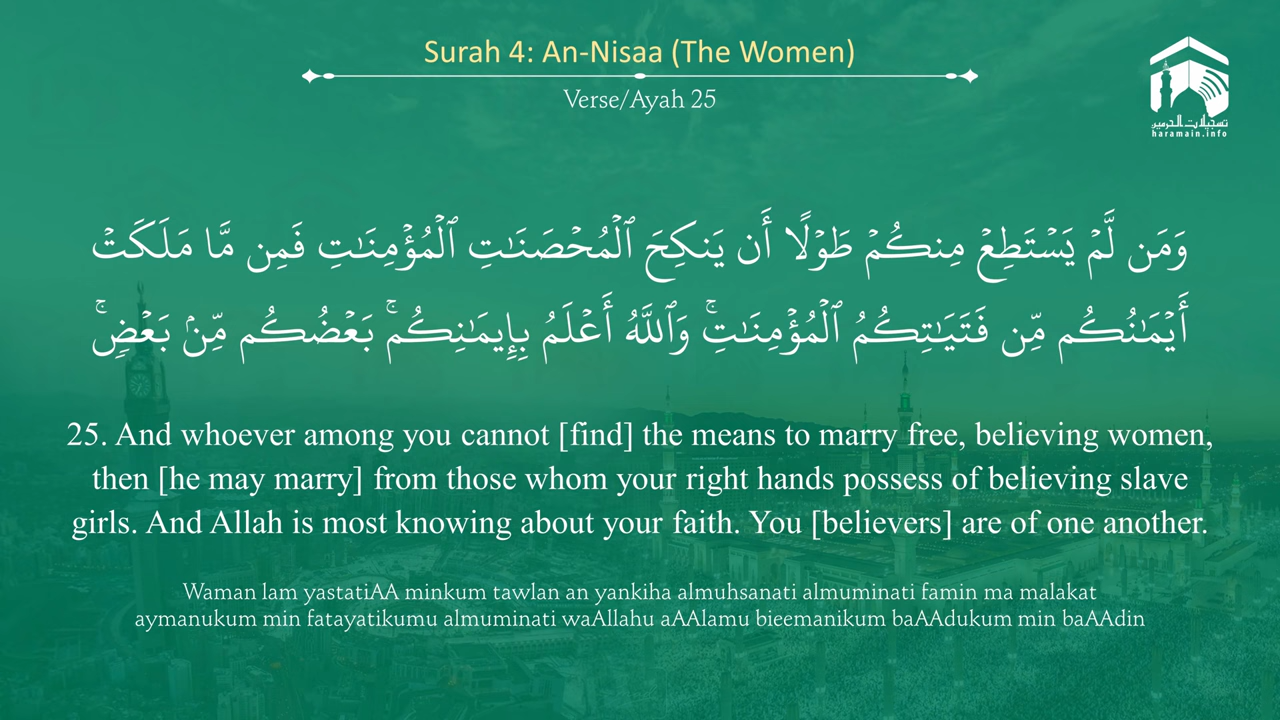 Surah 4: An-Nisaa (The Women)
Verse/Ayah 25
تسجيلات الحرمين
haramain.info
وَمَن لَّمْ يَسْتَطِعْ مِنكُمْ طَوْلًا أَن يَنكِحَ ٱلْمُحْصَنَـٰتِ ٱلْمُؤْمِنَـٰتِ فَمِن مَّا مَلَكَتْ
أَيْمَـٰنُكُم مِّن فَتَيَـٰتِكُمُ ٱلْمُؤْمِنَـٰتِ ۚ وَٱللَّهُ أَعْلَمُ بِإِيمَـٰنِكُم ۚ بَعْضُكُم مِّنۢ بَعْضٍ ۚ
25. And whoever among you cannot [find] the means to marry free, believing women,
then [he may marry] from those whom your right hands possess of believing slave
girls. And Allah is most knowing about your faith. You [believers] are of one another.
Waman lam yastatiAA minkum tawlan an yankiha almuhsanati almuminati famin ma malakat
aymanukum min fatayatikumu almuminati waAllahu aAAlamu bieemanikum baAAdukum min baAAdin